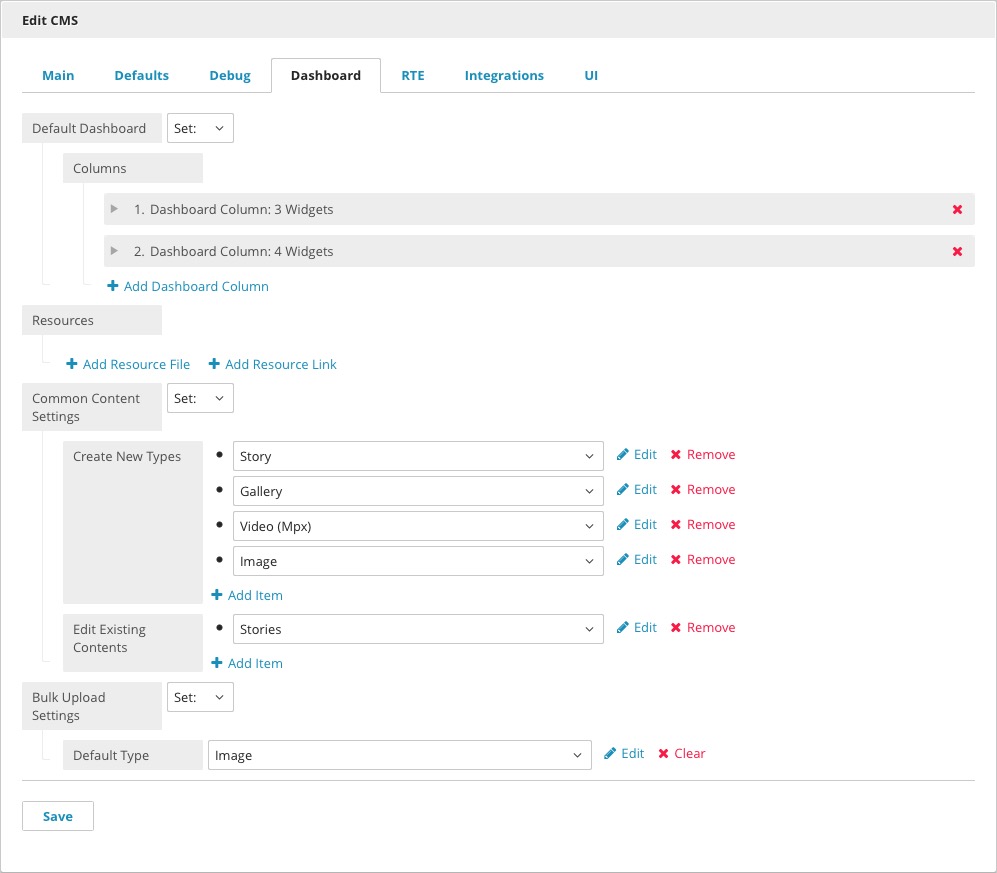 Edit CMS
Main Defaults Debug Dashboard RTE Integrations UI
Default Dashboard Set:
Columns
1. Dashboard Column: 3 Widgets
2. Dashboard Column: 4 Widgets
Add Dashboard Column
Resources
Add Resource File Add Resource Link
Common Content Settings Set:
Create New Types
Story Edit Remove
Gallery Edit Remove
Video (Mpx) Edit Remove
Image Edit Remove
Add Item
Edit Existing Contents
Stories Edit Remove
Add Item
Bulk Upload Settings Set:
Default Type Image Edit Clear
Save